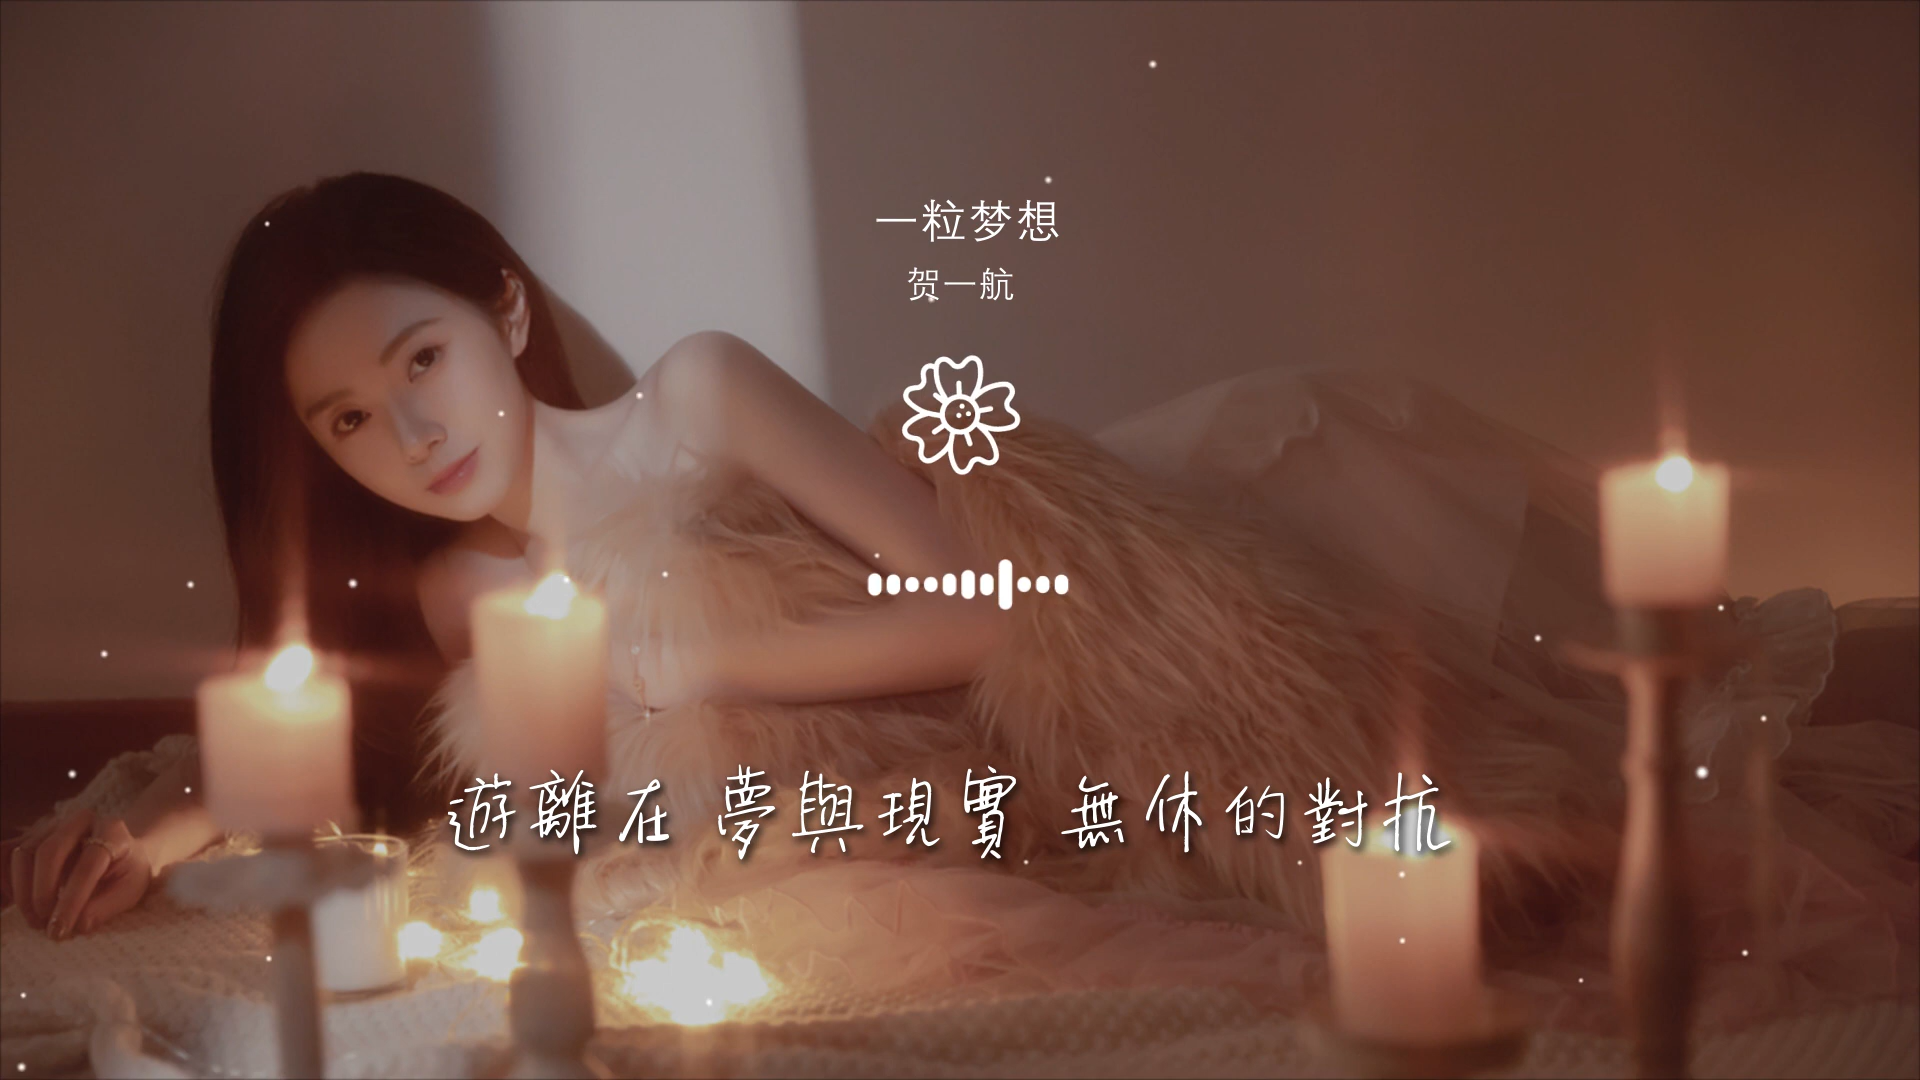 一粒梦想
贺一航
遊離在 夢與現實 無休的對抗